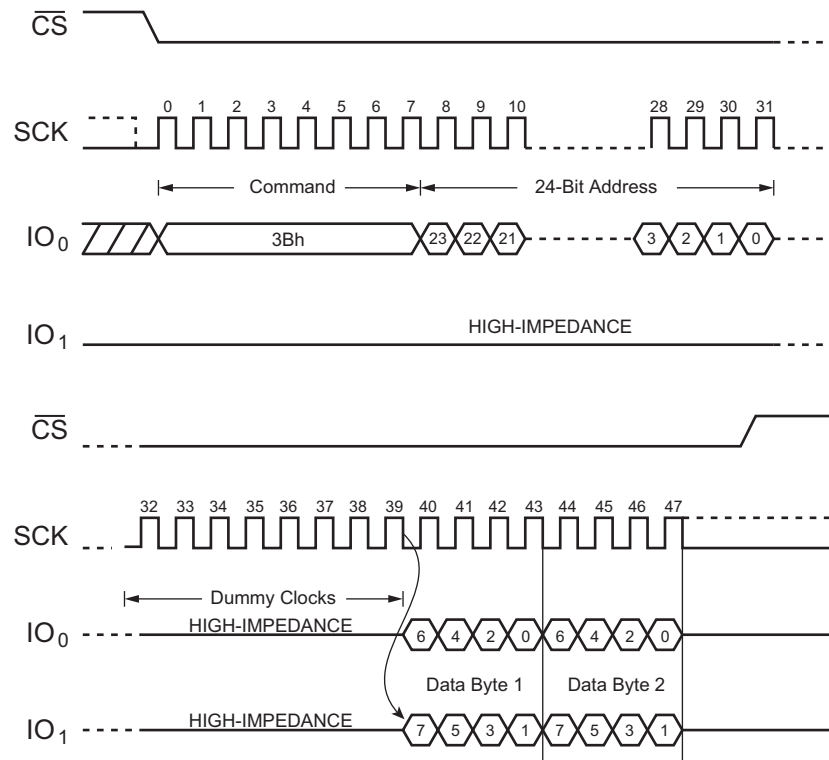 CS
0 1 2 3 4 5 6 7 8 9 10 28 29 30 31
SCK
Command 24-Bit Address
IO0 3Bh 23 22 21 3 2 1 0
HIGH-IMPEDANCE
IO1
CS
32 33 34 35 36 37 38 39 40 41 42 43 44 45 46 47
SCK
Dummy Clocks
IO0 HIGH-IMPEDANCE 6 4 2 0 6 4 2 0
Data Byte 1 Data Byte 2
IO1 HIGH-IMPEDANCE 7 5 3 1 7 5 3 1